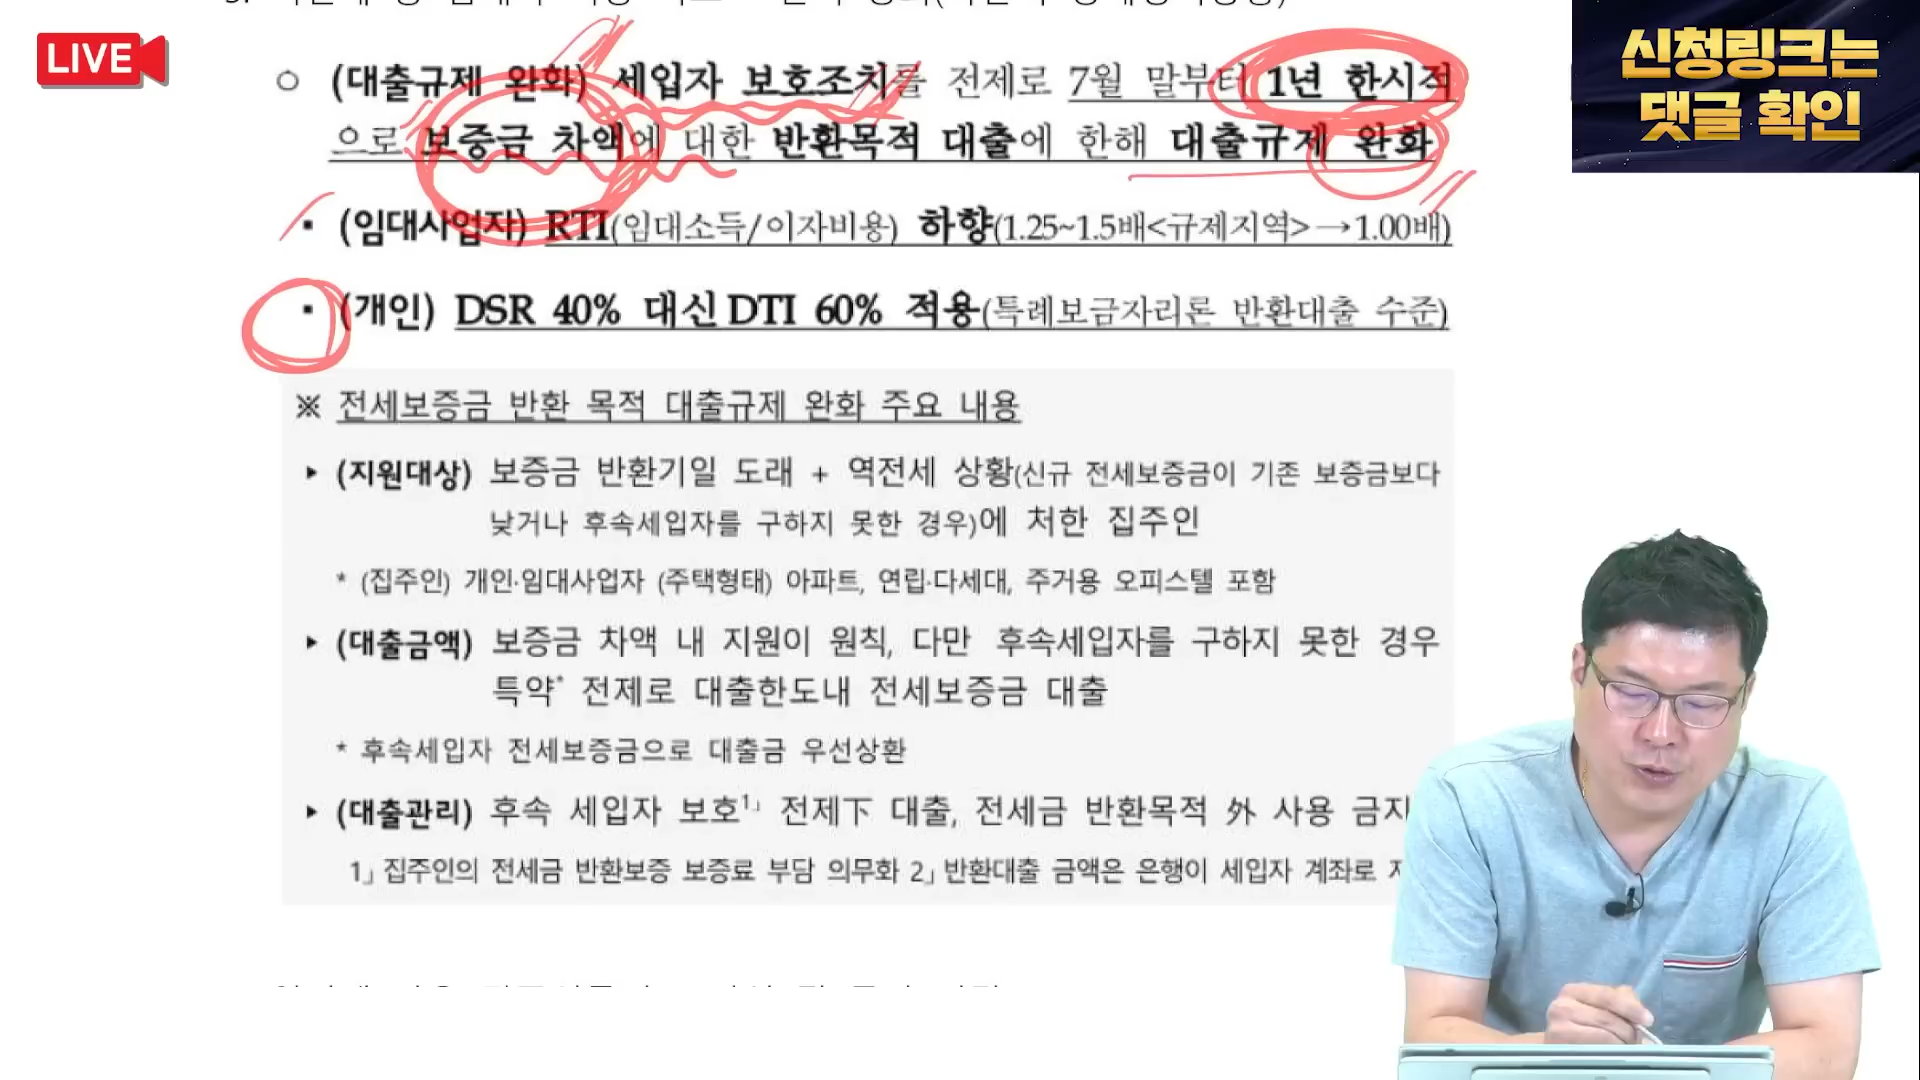 LIVE
신청링크는
댓글 확인
○ (대출규제 완화) 세입자 보호조치를 전제로 7월 말부터 1년 한시적
으로 보증금 차액에 대한 반환목적 대출에 한해 대출규제 완화
▪ (임대사업자) RTI(임대소득/이자비용) 하향(1.25~1.5배<규제지역>→1.00배)
▪ (개인) DSR 40% 대신 DTI 60% 적용(특례보금자리론 반환대출 수준)
※ 전세보증금 반환 목적 대출규제 완화 주요 내용
▸ (지원대상) 보증금 반환기일 도래 + 역전세 상황(신규 전세보증금이 기존 보증금보다
낮거나 후속세입자를 구하지 못한 경우)에 처한 집주인
* (집주인) 개인·임대사업자 (주택형태) 아파트, 연립·다세대, 주거용 오피스텔 포함
▸ (대출금액) 보증금 차액 내 지원이 원칙, 다만 후속세입자를 구하지 못한 경우
특약* 전제로 대출한도내 전세보증금 대출
* 후속세입자 전세보증금으로 대출금 우선상환
▸ (대출관리) 후속 세입자 보호1」 전제下 대출, 전세금 반환목적 外 사용 금지
1」 집주인의 전세금 반환보증 보증료 부담 의무화 2」 반환대출 금액은 은행이 세입자 계좌로